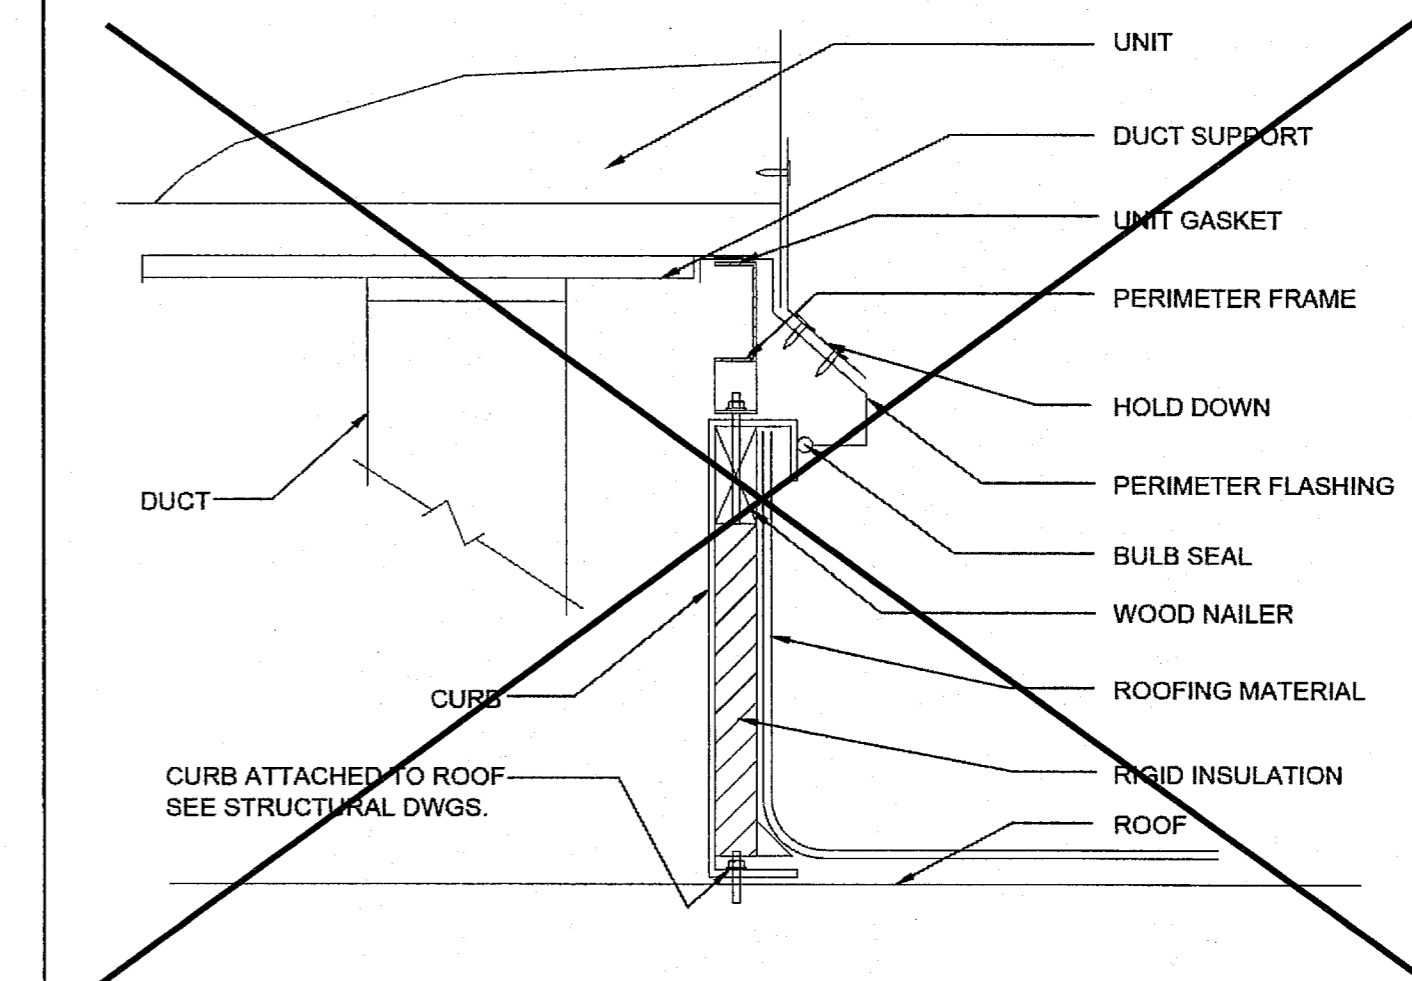 UNIT
DUCT SUPPORT
UNIT GASKET
PERIMETER FRAME
HOLD DOWN
PERIMETER FLASHING
DUCT
BULB SEAL
WOOD NAILER
ROOFING MATERIAL
CURB
CURB ATTACHED TO ROOF
SEE STRUCTURAL DWGS.
RIGID INSULATION
ROOF